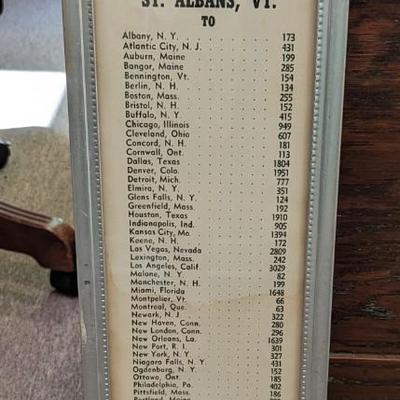 ST. ALBANS, VT.
TO
Albany, N. Y. 173
Atlantic City, N. J. 431
Auburn, Maine 199
Bangor, Maine 285
Bennington, Vt. 154
Berlin, N. H. 134
Boston, Mass. 255
Bristol, N. H. 152
Buffalo, N. Y. 415
Chicago, Illinois 949
Cleveland, Ohio 607
Concord, N. H. 181
Cornwall, Ont. 113
Dallas, Texas 1804
Denver, Colo. 1951
Detroit, Mich. 777
Elmira, N. Y. 351
Glens Falls, N. Y. 124
Greenfield, Mass. 192
Houston, Texas 1910
Indianapolis, Ind. 905
Kansas City, Mo. 1394
Keene, N. H. 172
Las Vegas, Nevada 2809
Lexington, Mass. 242
Los Angeles, Calif. 3029
Malone, N. Y. 82
Manchester, N. H. 199
Miami, Florida 1648
Montpelier, Vt. 66
Montreal, Que. 63
Newark, N. J. 322
New Haven, Conn. 280
New London, Conn. 296
New Orleans, La. 1639
New Port, R. I. 301
New York, N. Y. 327
Niagara Falls, N. Y. 431
Ogdenburg, N. Y. 152
Ottawa, Ont. 185
Philadelphia, Pa. 402
Pittsfield, Mass. 186
Portland, Maine